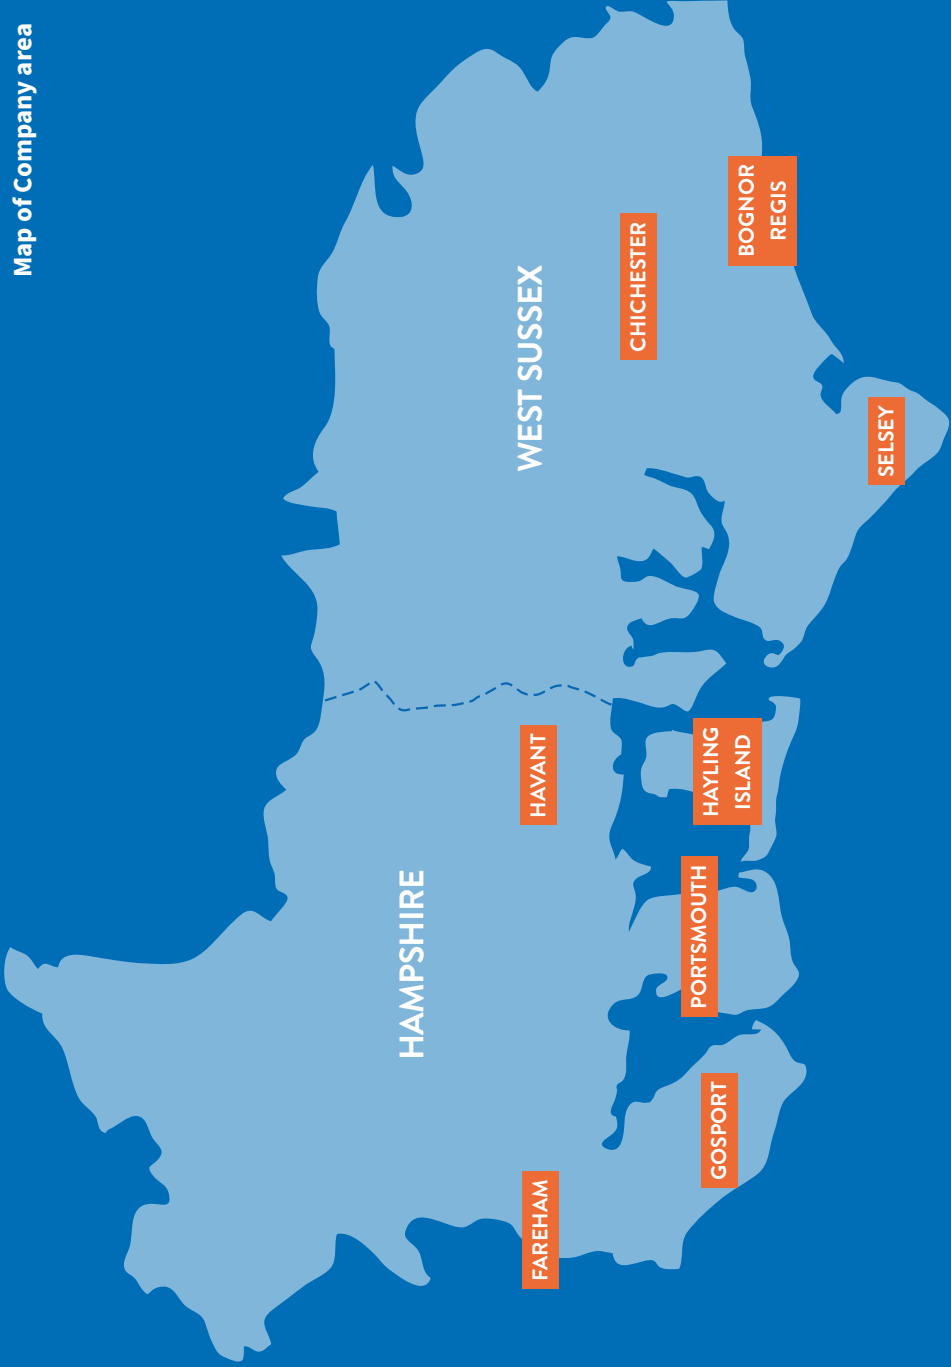 Map of Company area
HAMPSHIRE
WEST SUSSEX
FAREHAM
HAVANT
CHICHESTER
GOSPORT
PORTSMOUTH
HAYLING
ISLAND
BOGNOR
REGIS
SELSEY